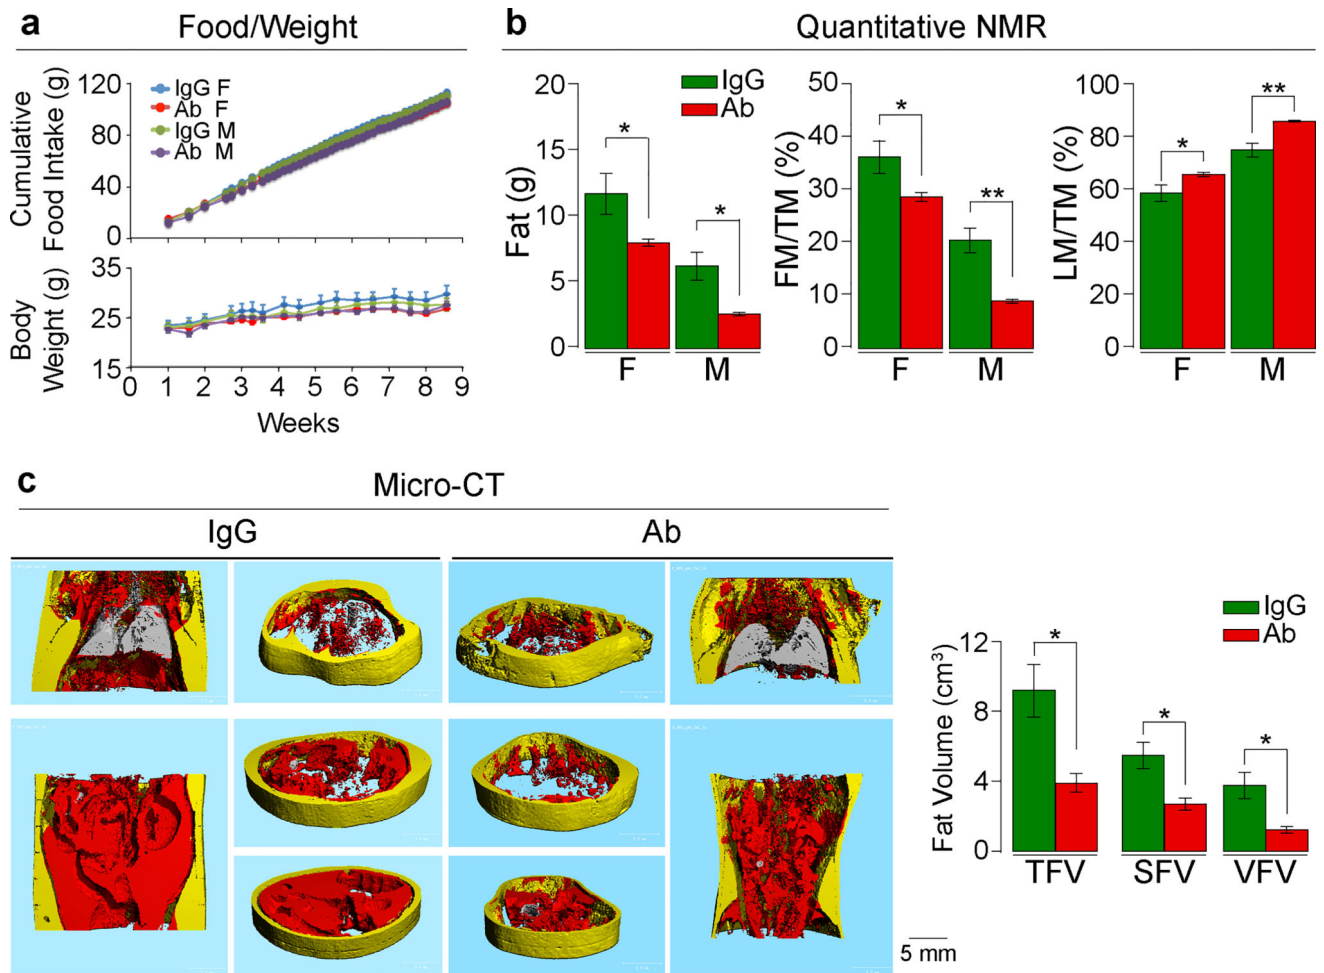 a
Food/Weight
Cumulative
Food Intake (g)
120
80
40
0
IgG F
Ab F
IgG M
Ab M
Body
Weight (g)
35
25
15
0 1 2 3 4 5 6 7 8 9
Weeks
b
Quantitative NMR
IgG
Ab
Fat (g)
20
15
10
5
0
*
*
F M
FM/TM (%)
50
40
30
20
10
0
*
**
F M
LM/TM (%)
100
80
60
40
20
0
*
**
F M
c
Micro-CT
IgG Ab
IgG
Ab
Fat Volume (cm³)
12
8
4
0
*
*
*
TFV SFV VFV
5 mm